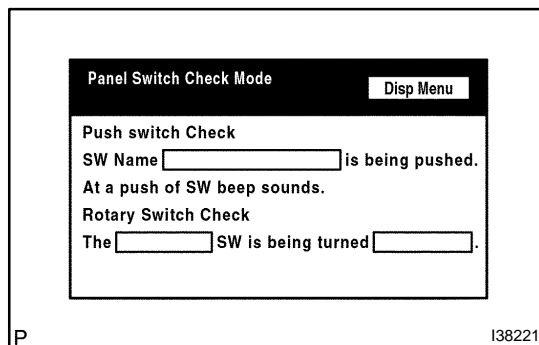 Panel Switch Check Mode
Disp Menu
Push switch Check
SW Name is being pushed.
At a push of SW beep sounds.
Rotary Switch Check
The SW is being turned .
P
I38221